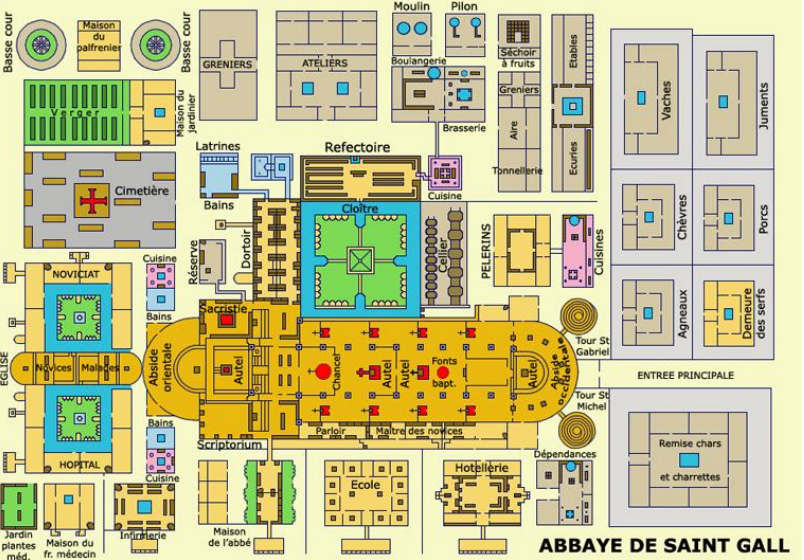 Basse cour
Maison
du
palfrenier
Basse cour
GRENIERS
ATELIERS
Moulin
Pilon
Boulangerie
Brasserie
Séchoir
à fruits
Greniers
Aire
Tonnellerie
Etables
Ecuries
Vaches
Juments
Verger
Maison du
jardinier
Cimetière
Latrines
Bains
Refectoire
Cuisine
Cloître
Dortoir
Réserve
Cellier
PELERINS
Cuisines
Chèvres
Porcs
Agneaux
Demeure
des serfs
NOVICIAT
Cuisine
Bains
EGLISE
Novices
Malades
Sacristie
Abside
orientale
Autel
Chancel
Autel
Autel
Fonts
bapt.
Autel
Abside
occidentale
Tour St
Gabriel
ENTREE PRINCIPALE
Tour St
Michel
Bains
Cuisine
HOPITAL
Scriptorium
Parloir
Maître des novices
Dépendances
Remise chars
et charrettes
Jardin
plantes
méd.
Maison du
fr. médecin
Infirmerie
Maison
de l'abbé
Ecole
Hotellerie
ABBAYE DE SAINT GALL